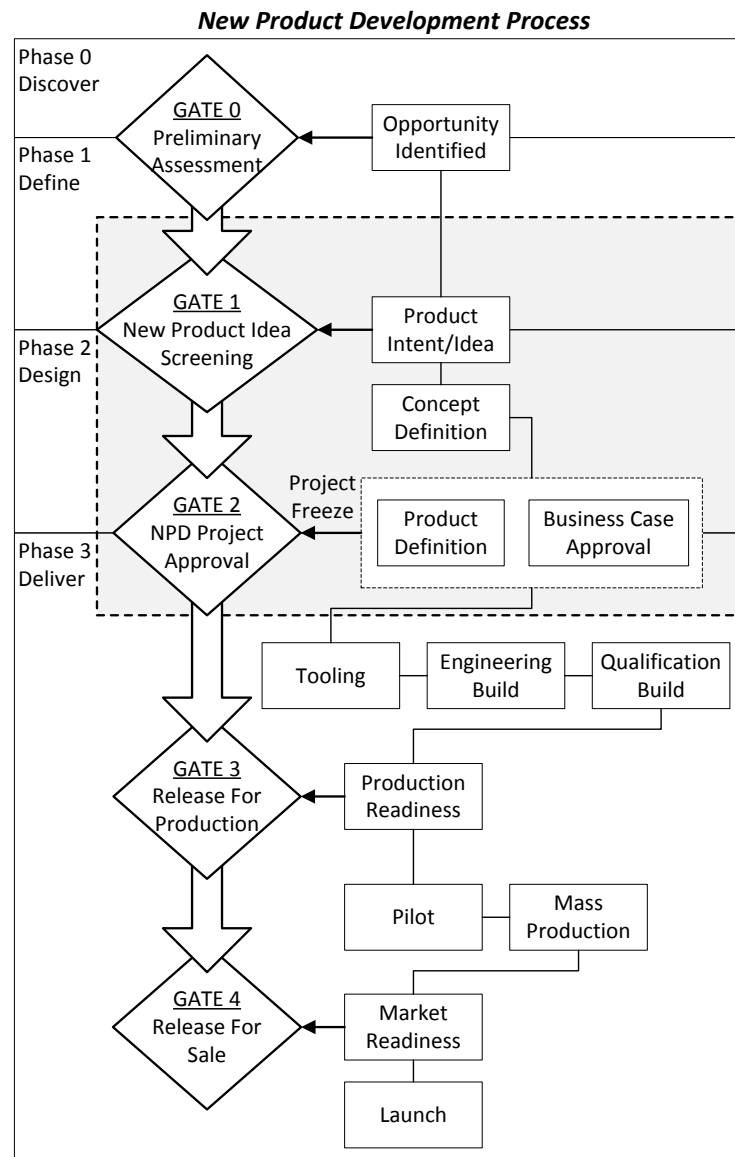 New Product Development Process
Phase 0
Discover
GATE 0
Preliminary
Assessment
Opportunity
Identified
Phase 1
Define
GATE 1
New Product Idea
Screening
Product
Intent/Idea
Phase 2
Design
Concept
Definition
Project
Freeze
GATE 2
NPD Project
Approval
Product
Definition
Business Case
Approval
Phase 3
Deliver
Tooling
Engineering
Build
Qualification
Build
GATE 3
Release For
Production
Production
Readiness
Pilot
Mass
Production
GATE 4
Release For
Sale
Market
Readiness
Launch